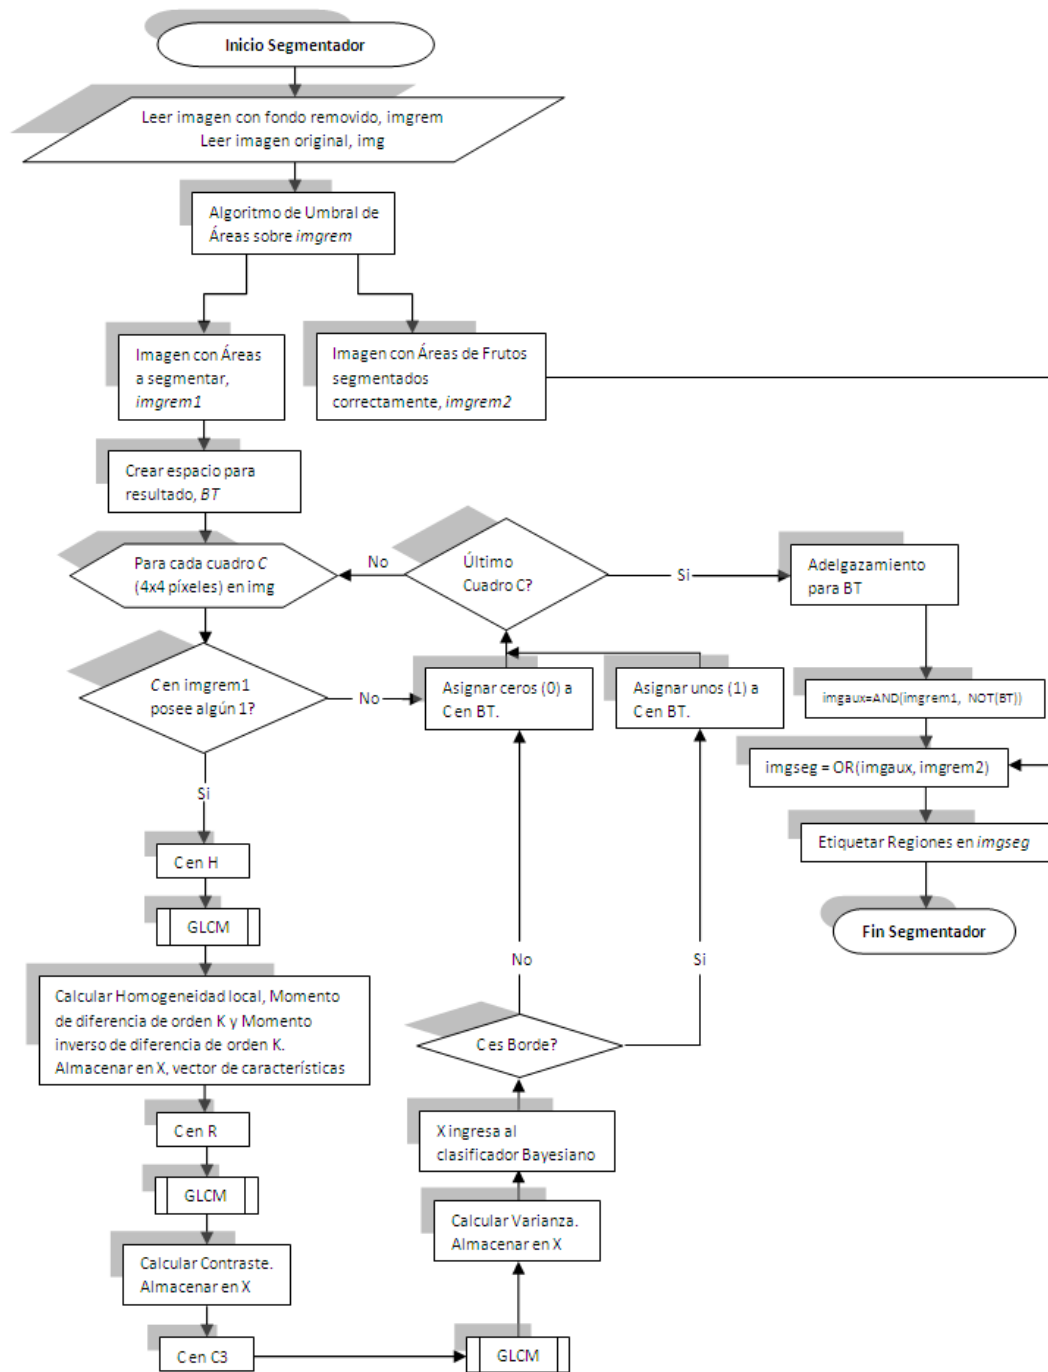 Inicio Segmentador
Leer imagen con fondo removido, imgrem
Leer imagen original, img
Algoritmo de Umbral de
Áreas sobre imgrem
Imagen con Áreas
a segmentar,
imgrem1
Imagen con Áreas de Frutos
segmentados
correctamente, imgrem2
Crear espacio para
resultado, BT
Para cada cuadro C
(4x4 píxeles) en img
No
Último
Cuadro C?
Si
Adelgazamiento
para BT
C en imgrem1
posee algún 1?
No
Asignar ceros (0) a
C en BT.
Asignar unos (1) a
C en BT.
imgaux=AND(imgrem1, NOT(BT))
imgseg = OR(imgaux, imgrem2)
Si
Etiquetar Regiones en imgseg
C en H
GLCM
Fin Segmentador
No
Si
Calcular Homogeneidad local, Momento
de diferencia de orden K y Momento
inverso de diferencia de orden K.
Almacenar en X, vector de características
C es Borde?
C en R
X ingresa al
clasificador Bayesiano
GLCM
Calcular Varianza.
Almacenar en X
Calcular Contraste.
Almacenar en X
C en C3
GLCM